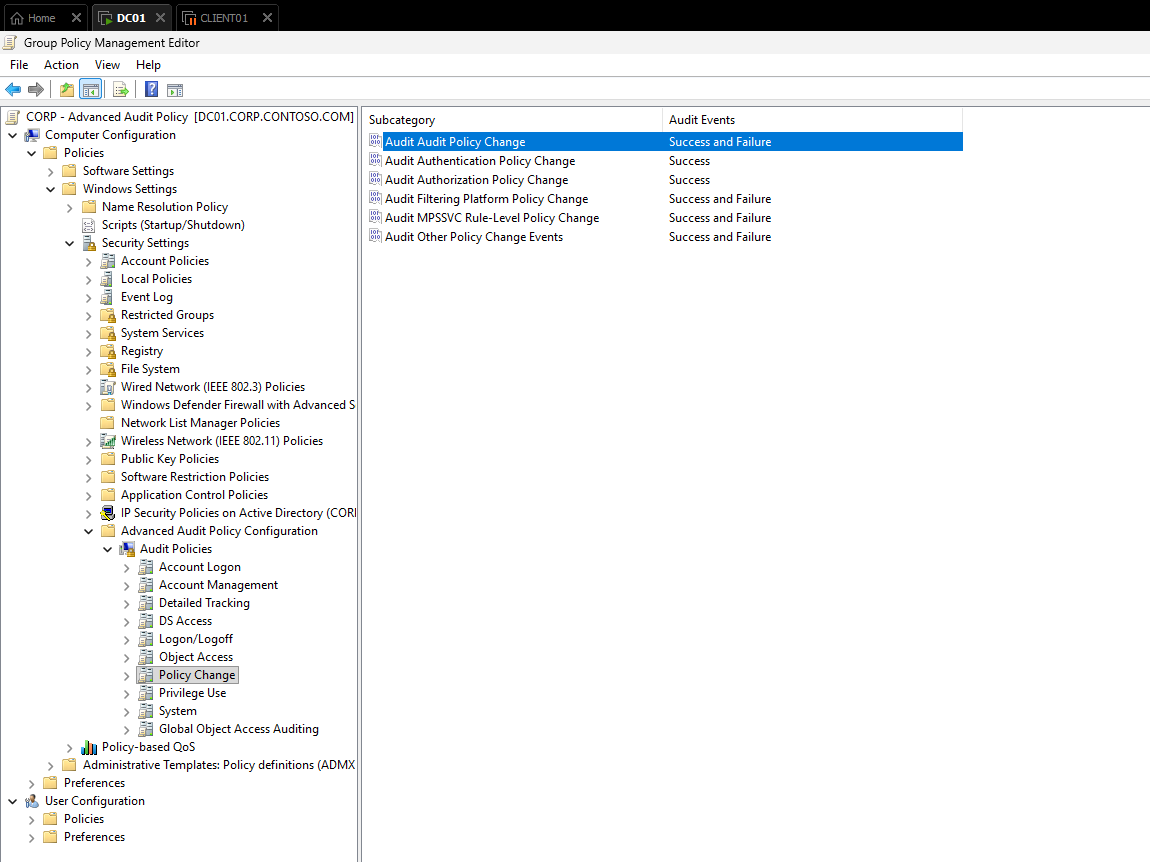 Home
DC01
CLIENT01
Group Policy Management Editor
File Action View Help
CORP - Advanced Audit Policy [DC01.CORP.CONTOSO.COM]
Computer Configuration
Policies
Software Settings
Windows Settings
Name Resolution Policy
Scripts (Startup/Shutdown)
Security Settings
Account Policies
Local Policies
Event Log
Restricted Groups
System Services
Registry
File System
Wired Network (IEEE 802.3) Policies
Windows Defender Firewall with Advanced S
Network List Manager Policies
Wireless Network (IEEE 802.11) Policies
Public Key Policies
Software Restriction Policies
Application Control Policies
IP Security Policies on Active Directory (CORI
Advanced Audit Policy Configuration
Audit Policies
Account Logon
Account Management
Detailed Tracking
DS Access
Logon/Logoff
Object Access
Policy Change
Privilege Use
System
Global Object Access Auditing
Policy-based QoS
Administrative Templates: Policy definitions (ADMX
Preferences
User Configuration
Policies
Preferences
Subcategory Audit Events
Audit Audit Policy Change Success and Failure
Audit Authentication Policy Change Success
Audit Authorization Policy Change Success
Audit Filtering Platform Policy Change Success and Failure
Audit MPSSVC Rule-Level Policy Change Success and Failure
Audit Other Policy Change Events Success and Failure